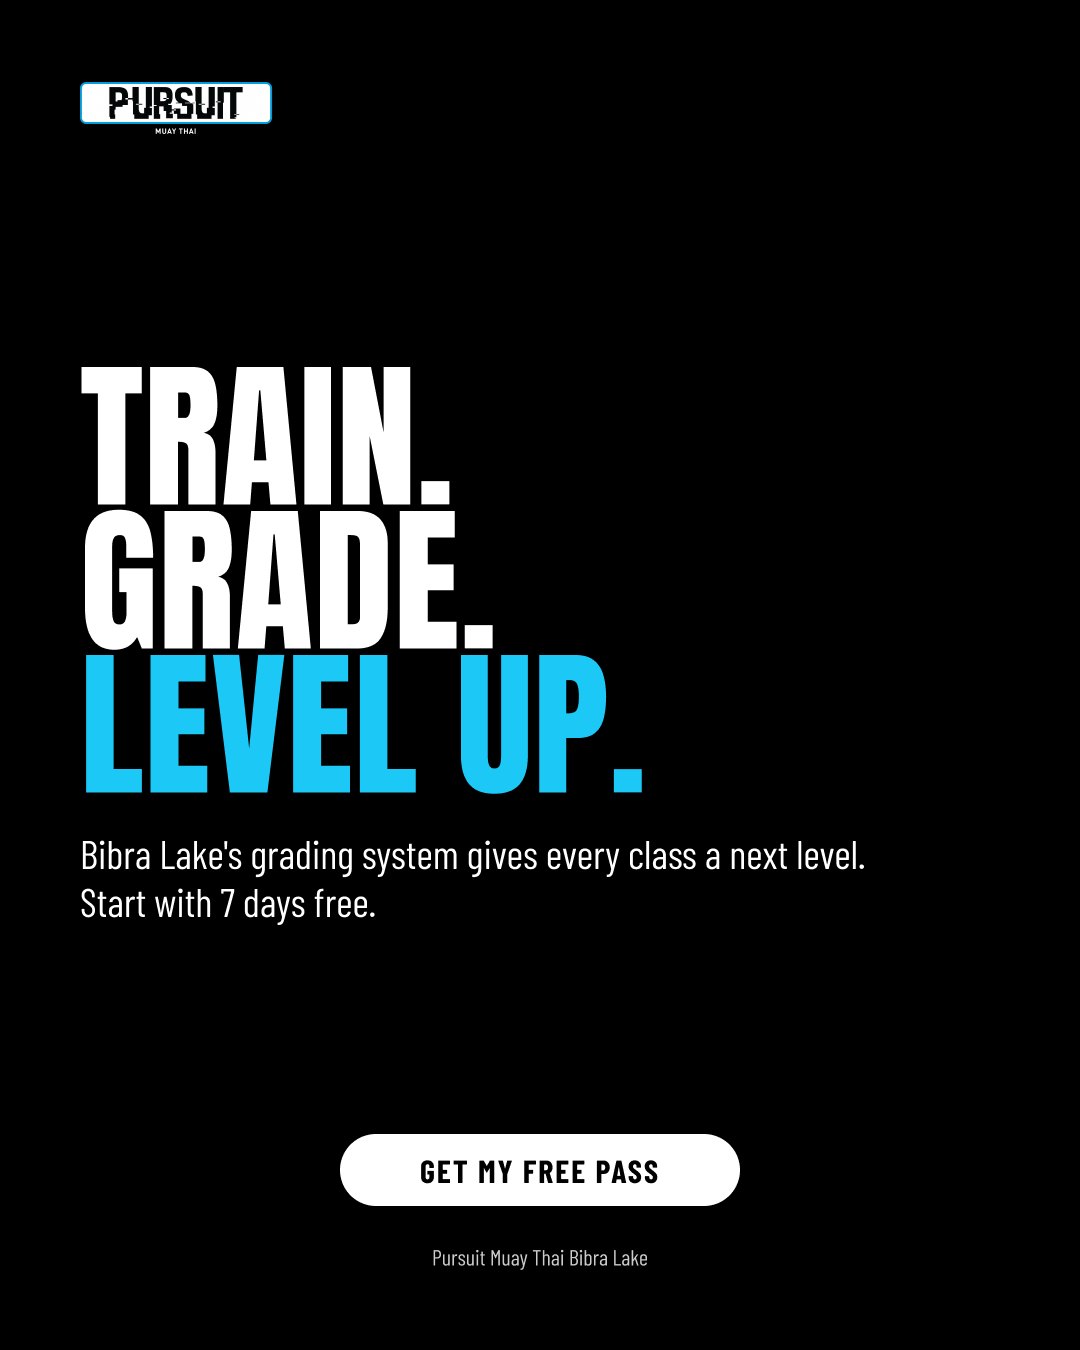 PURSUIT
MUAY THAI
TRAIN.
GRADE.
LEVEL UP.
Bibra Lake's grading system gives every class a next level.
Start with 7 days free.
GET MY FREE PASS
Pursuit Muay Thai Bibra Lake